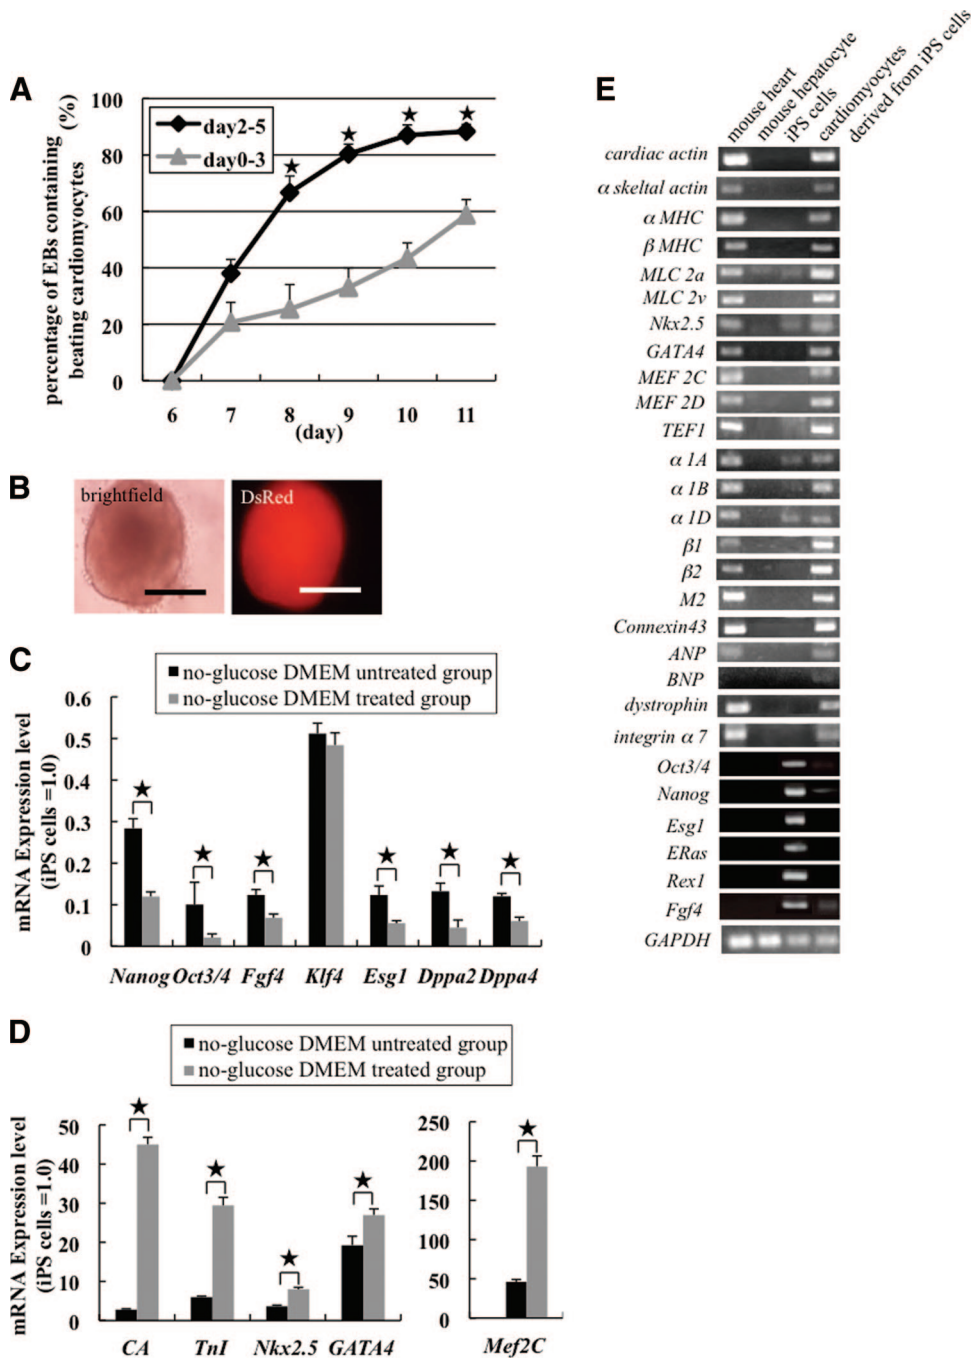 A
percentage of EBs containing
beating cardiomyocytes (%)
100
80
60
40
20
0
day2-5
day0-3
6 7 8 9 10 11
(day)
B
brightfield
DsRed
C
no-glucose DMEM untreated group
no-glucose DMEM treated group
mRNA Expression level
(iPS cells =1.0)
0.6
0.5
0.3
0.2
0.1
0
Nanog Oct3/4 Fgf4 Klf4 Esg1 Dppa2 Dppa4
D
no-glucose DMEM untreated group
no-glucose DMEM treated group
mRNA Expression level
(iPS cells =1.0)
50
40
30
20
10
0
CA TnI Nkx2.5 GATA4
250
200
150
100
50
0
Mef2C
E
mouse heart
mouse hepatocyte
iPS cells
cardiomyocytes
derived from iPS cells
cardiac actin
α skeltal actin
α MHC
β MHC
MLC 2a
MLC 2v
Nkx2.5
GATA4
MEF 2C
MEF 2D
TEF1
α 1A
α 1B
α 1D
β1
β2
M2
Connexin43
ANP
BNP
dystrophin
integrin α 7
Oct3/4
Nanog
Esg1
ERas
Rex1
Fgf4
GAPDH